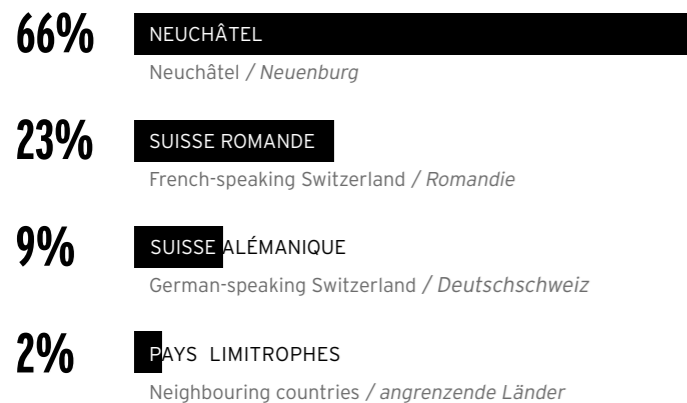 66% NEUCHÂTEL
Neuchâtel / Neuenburg
23% SUISSE ROMANDE
French-speaking Switzerland / Romandie
9% SUISSE ALÉMANIQUE
German-speaking Switzerland / Deutschschweiz
2% PAYS LIMITROPHES
Neighbouring countries / angrenzende Länder